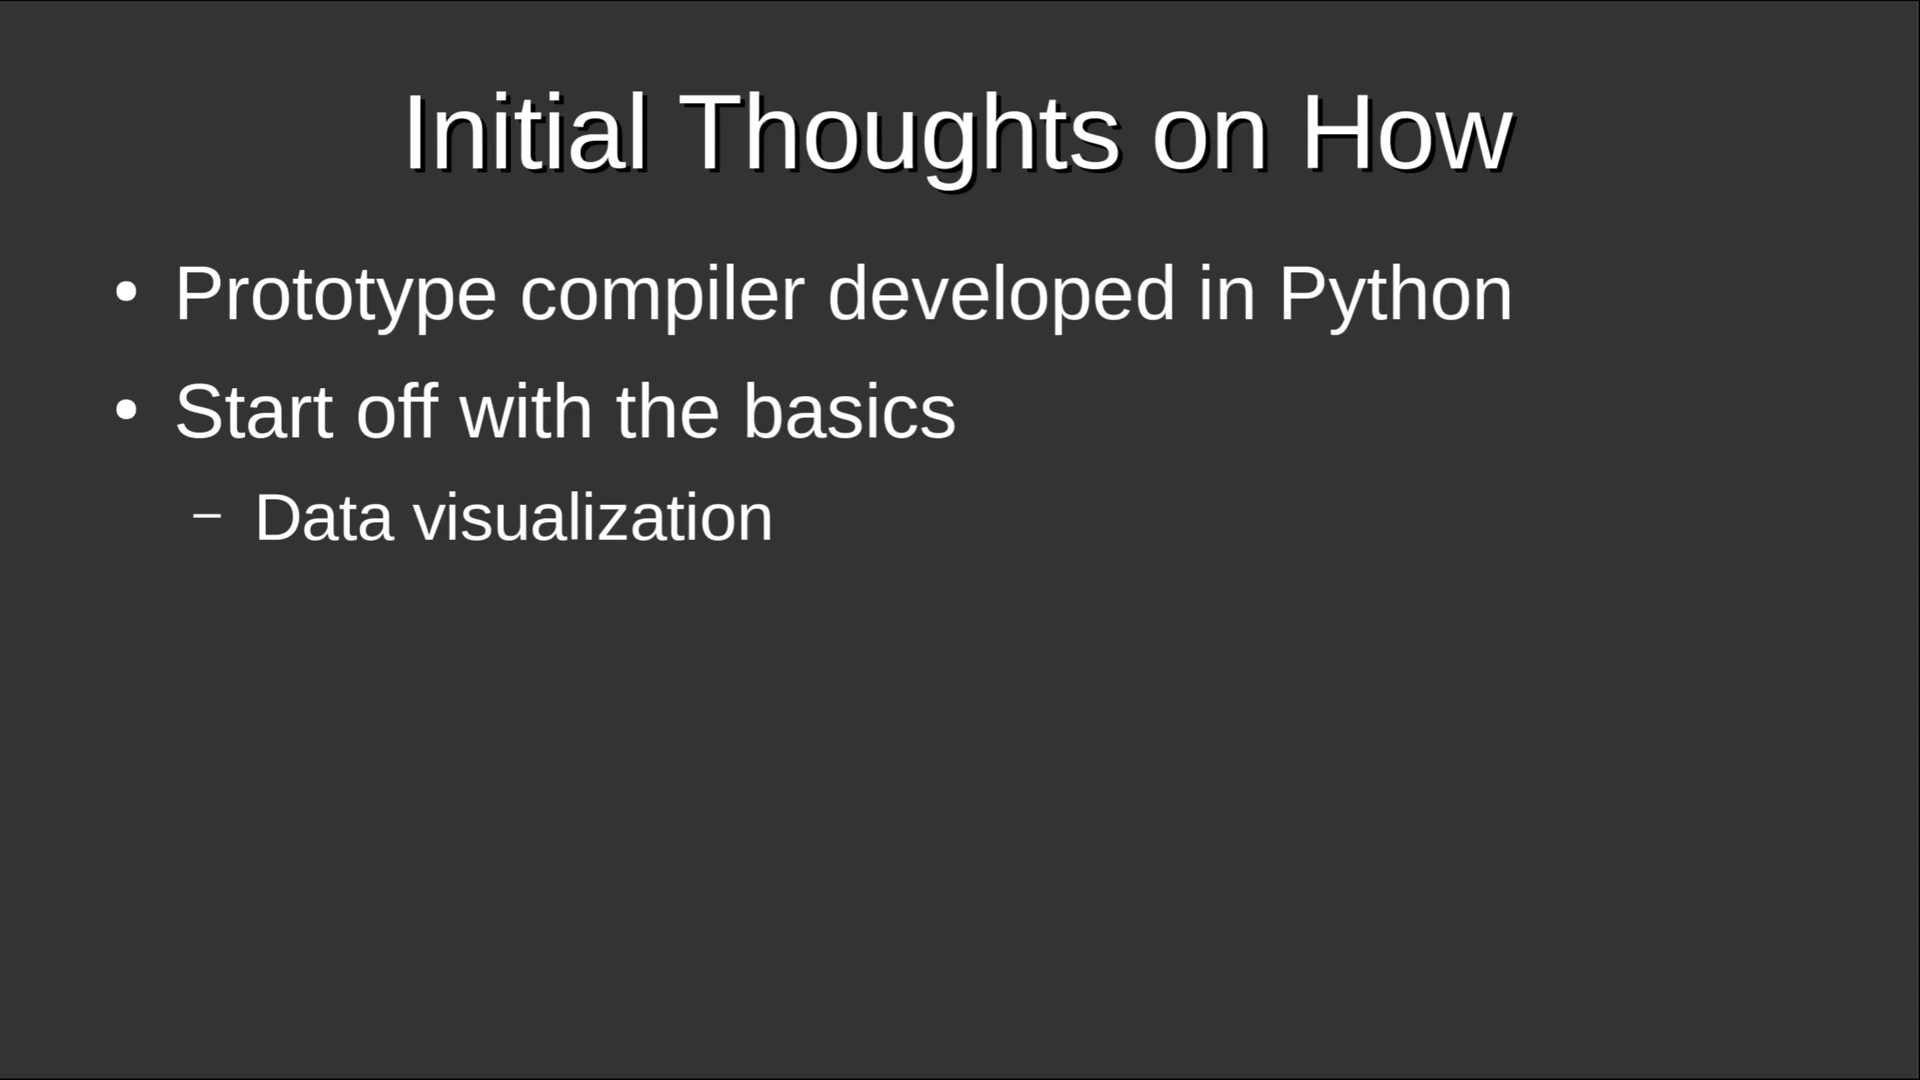 Initial Thoughts on How
• Prototype compiler developed in Python
• Start off with the basics
– Data visualization